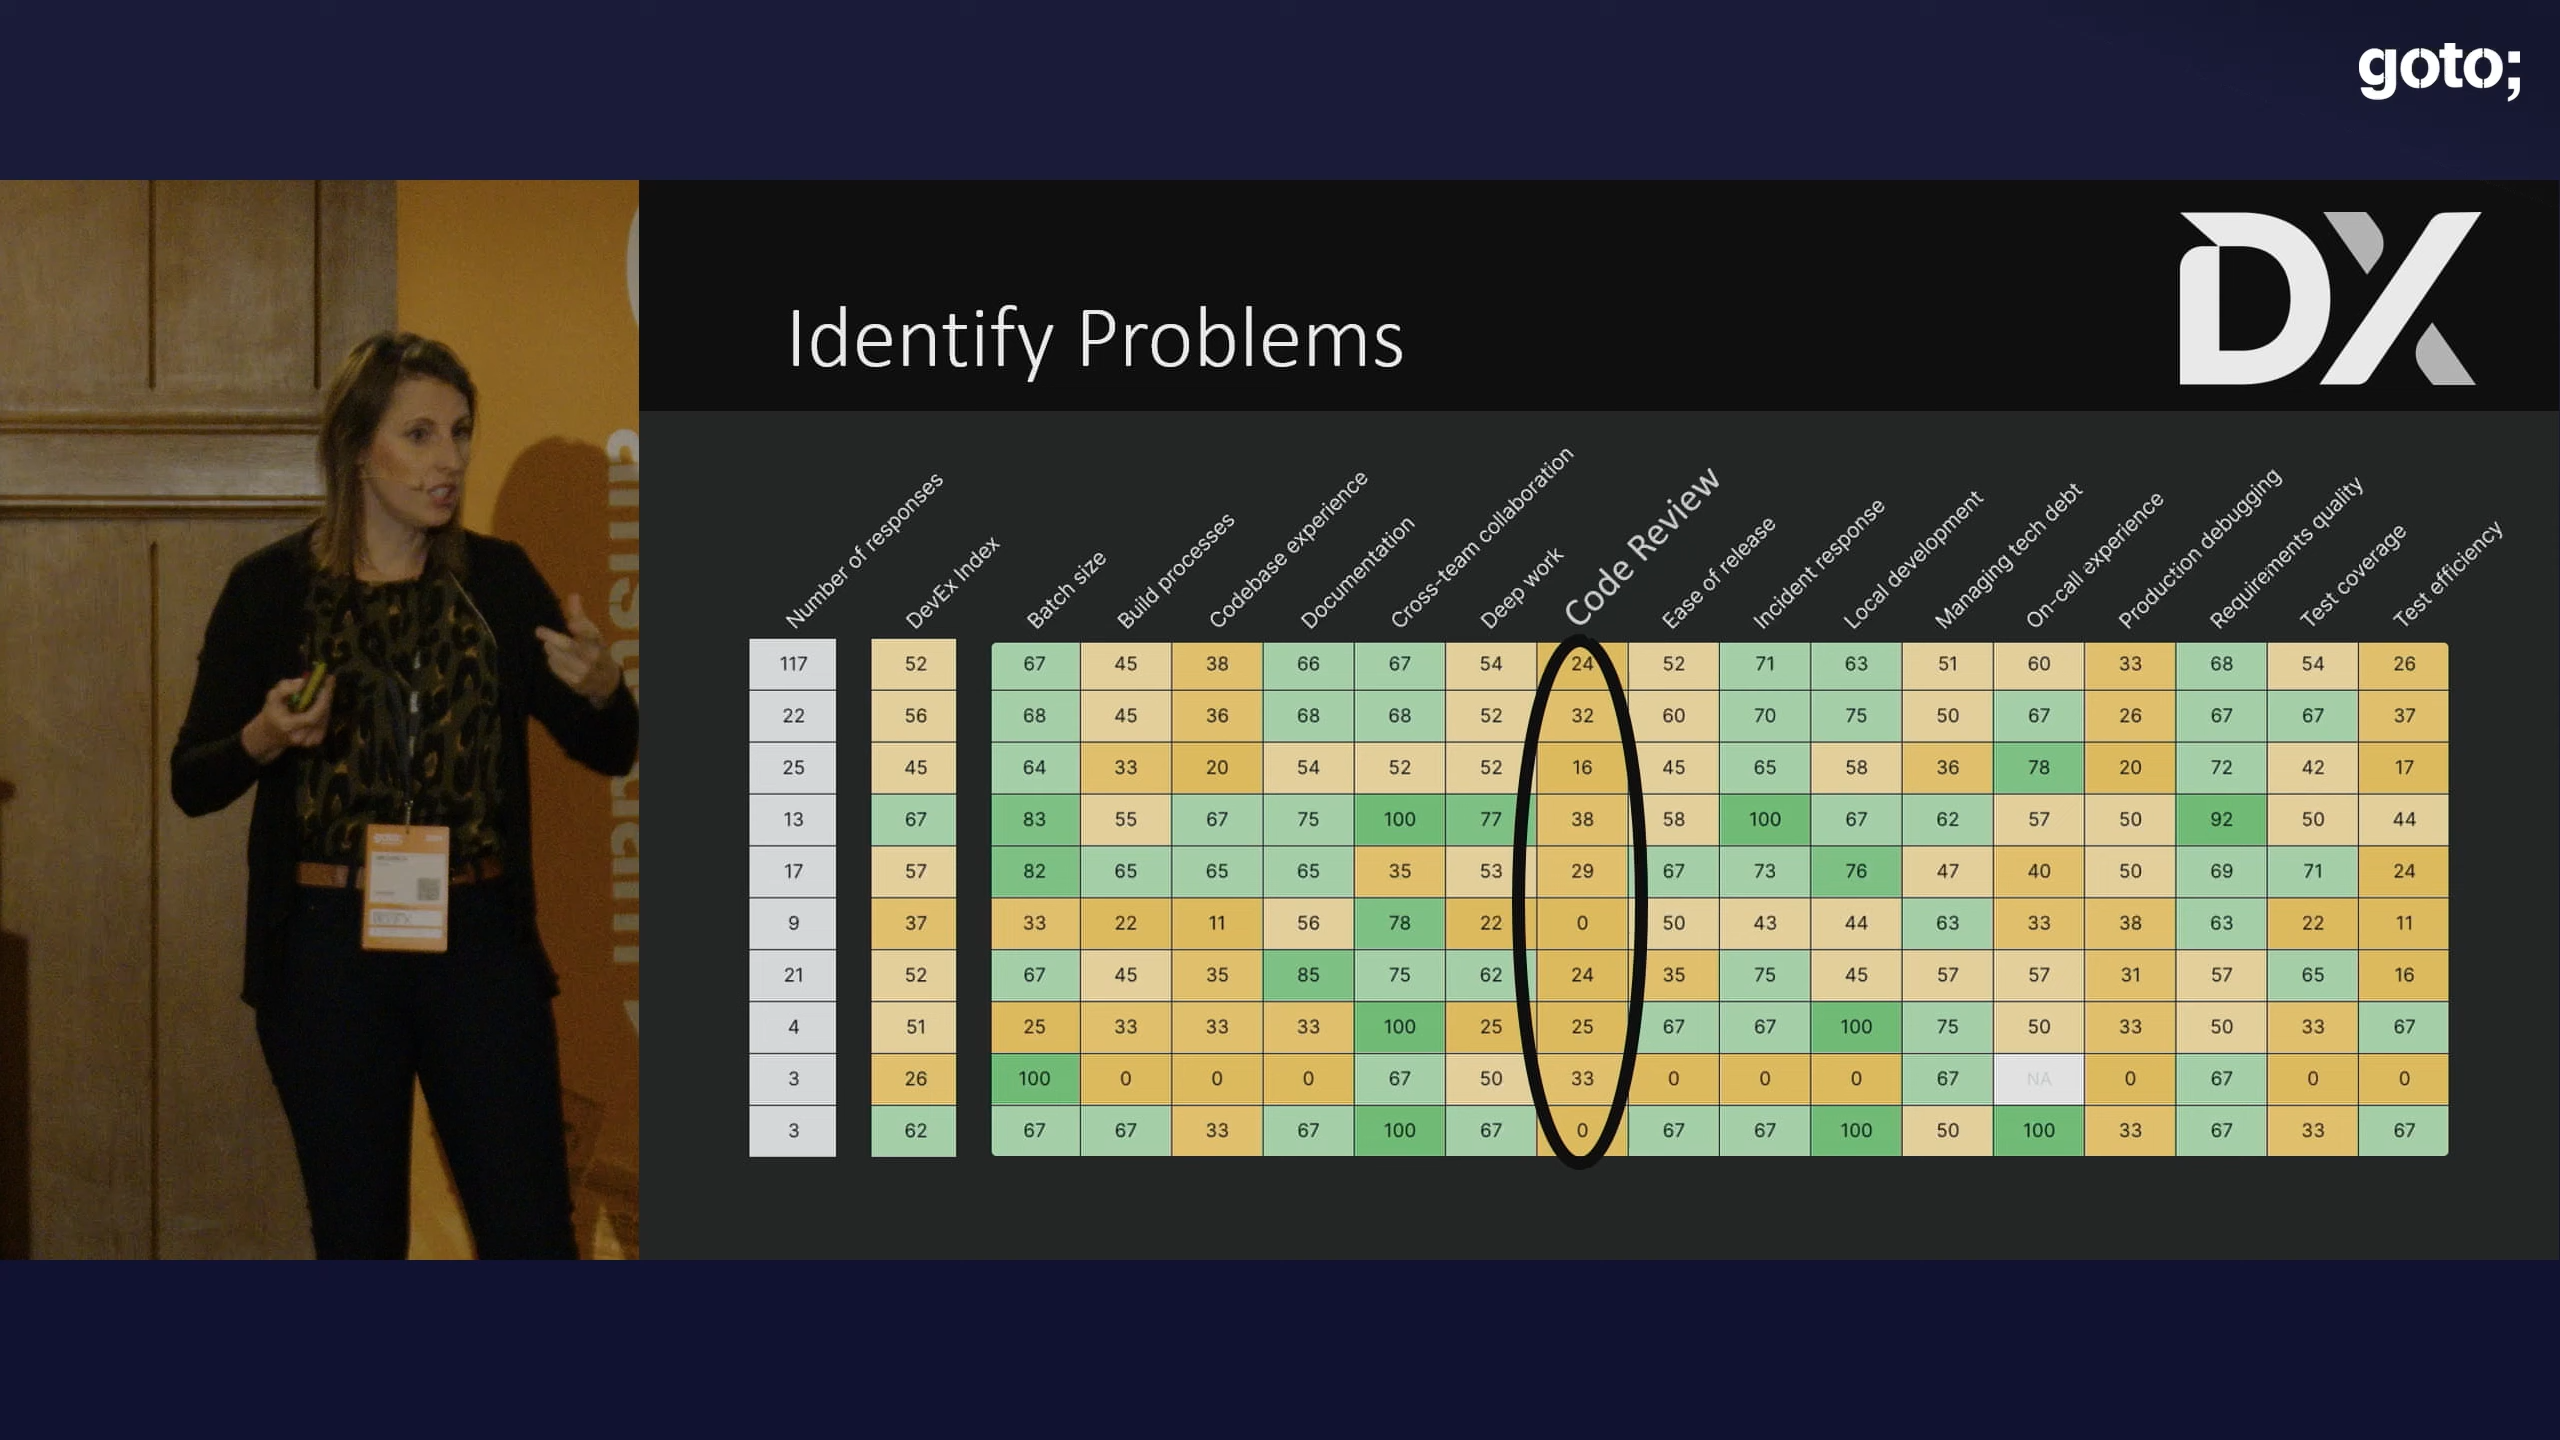 goto;
DX
Identify Problems
Number of responses DevEx Index Batch size Build processes Codebase experience Documentation Cross-team collaboration Deep work Code Review Ease of release Incident response Local development Managing tech debt On-call experience Production debugging Requirements quality Test coverage Test efficiency
117 52 67 45 38 66 67 54 24 52 71 63 51 60 33 68 54 26
22 56 68 45 36 68 68 52 32 60 70 75 50 67 26 67 67 37
25 45 64 33 20 54 52 52 16 45 65 58 36 78 20 72 42 17
13 67 83 55 67 75 100 77 38 58 100 67 62 57 50 92 50 44
17 57 82 65 65 65 35 53 29 67 73 76 47 40 50 69 71 24
9 37 33 22 11 56 78 22 0 50 43 44 63 33 38 63 22 11
21 52 67 45 35 85 75 62 24 35 75 45 57 57 31 57 65 16
4 51 25 33 33 33 100 25 25 67 67 100 75 50 33 50 33 67
3 26 100 0 0 0 67 50 33 0 0 0 67 NA 0 67 0 0
3 62 67 67 33 67 100 67 0 67 67 100 50 100 33 67 33 67
goto;